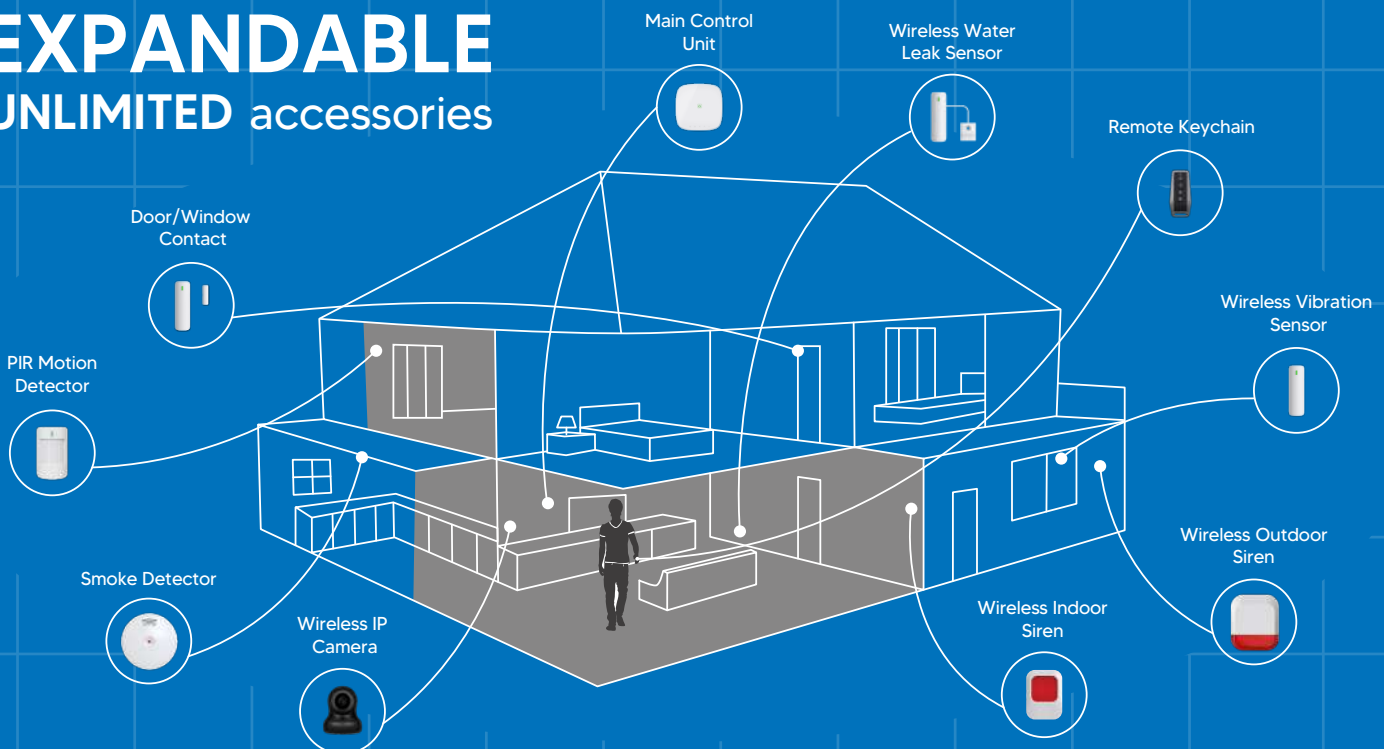 EXPANDABLE
UNLIMITED accessories
Main Control
Unit
Wireless Water
Leak Sensor
Remote Keychain
Door/Window
Contact
Wireless Vibration
Sensor
PIR Motion
Detector
Wireless Outdoor
Siren
Smoke Detector
Wireless IP
Camera
Wireless Indoor
Siren